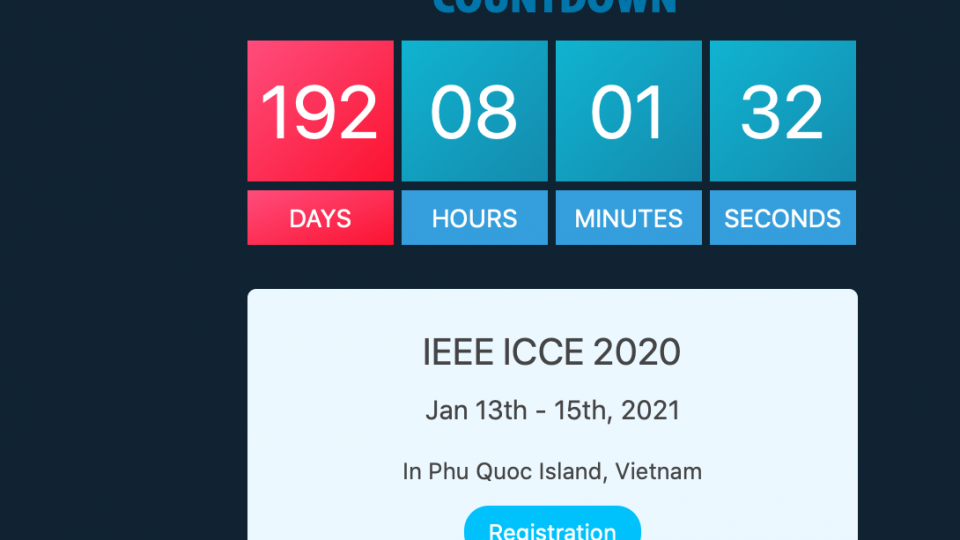 COUNTDOWN
192 08 01 32
DAYS HOURS MINUTES SECONDS
IEEE ICCE 2020
Jan 13th - 15th, 2021
In Phu Quoc Island, Vietnam
Registration